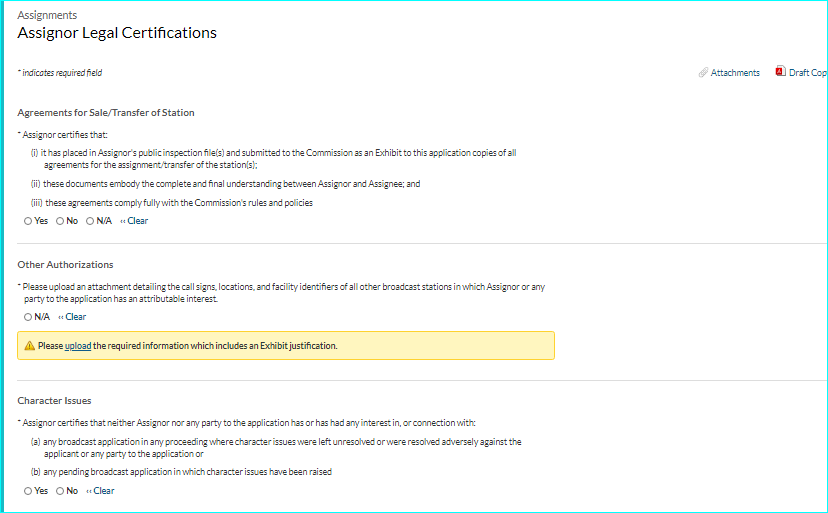 Assignments
Assignor Legal Certifications
* indicates required field
Attachments
Draft Cop
Agreements for Sale/Transfer of Station
* Assignor certifies that:
(i) it has placed in Assignor's public inspection file(s) and submitted to the Commission as an Exhibit to this application copies of all
agreements for the assignment/transfer of the station(s);
(ii) these documents embody the complete and final understanding between Assignor and Assignee; and
(iii) these agreements comply fully with the Commission's rules and policies
Yes No N/A ‹‹ Clear
Other Authorizations
* Please upload an attachment detailing the call signs, locations, and facility identifiers of all other broadcast stations in which Assignor or any
party to the application has an attributable interest.
N/A ‹‹ Clear
Please upload the required information which includes an Exhibit justification.
Character Issues
* Assignor certifies that neither Assignor nor any party to the application has or has had any interest in, or connection with:
(a) any broadcast application in any proceeding where character issues were left unresolved or were resolved adversely against the
applicant or any party to the application or
(b) any pending broadcast application in which character issues have been raised
Yes No ‹‹ Clear